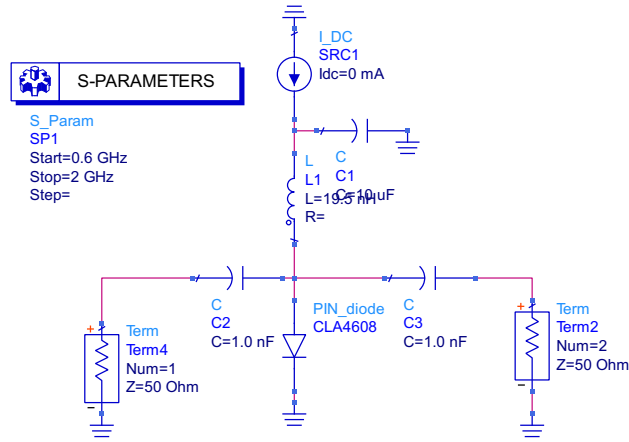 I_DC
SRC1
Idc=0 mA
S-PARAMETERS
S_Param
SP1
Start=0.6 GHz
Stop=2 GHz
Step=
C
C1
C=10 uF
L
L1
L=19.5 nH
R=
C
C2
C=1.0 nF
PIN_diode
CLA4608
C
C3
C=1.0 nF
+
Term
Term4
Num=1
Z=50 Ohm
−
+
Term
Term2
Num=2
Z=50 Ohm
−